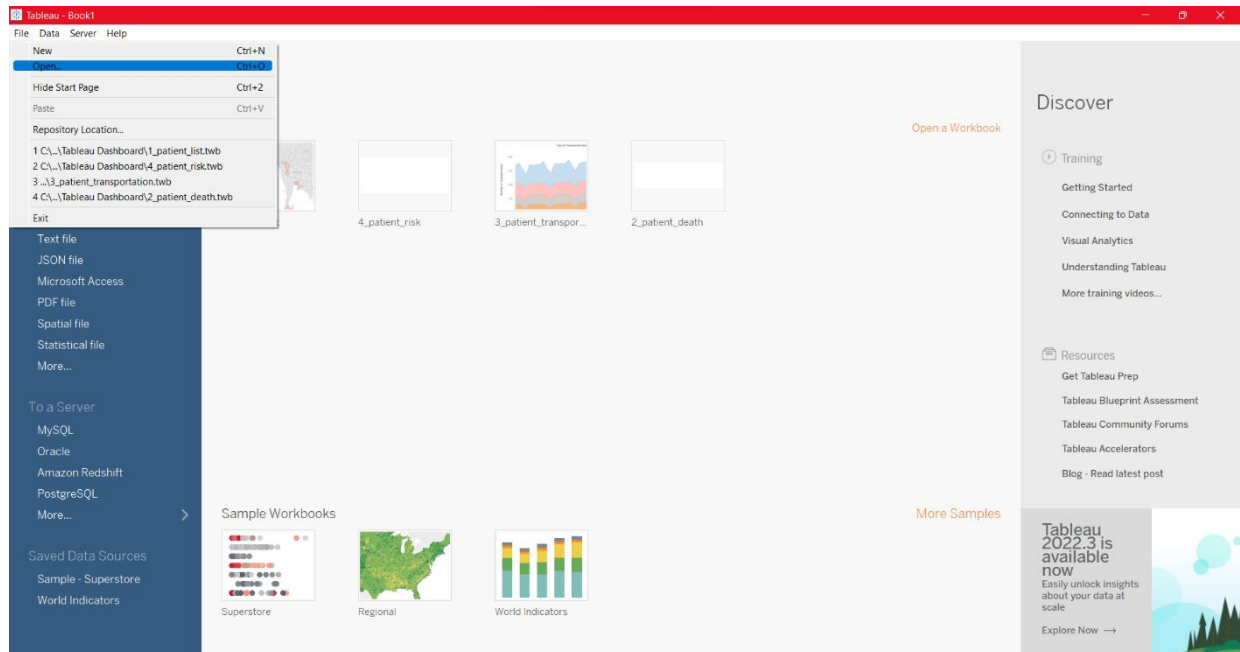 Tableau - Book1
File Data Server Help
New Ctrl+N
Open... Ctrl+O
Hide Start Page Ctrl+2
Paste Ctrl+V
Repository Location...
1 C:\...\Tableau Dashboard\1_patient_list.twb
2 C:\...\Tableau Dashboard\4_patient_risk.twb
3 ...\3_patient_transportation.twb
4 C:\...\Tableau Dashboard\2_patient_death.twb
Exit
Text file
JSON file
Microsoft Access
PDF file
Spatial file
Statistical file
More...
To a Server
MySQL
Oracle
Amazon Redshift
PostgreSQL
More...
Saved Data Sources
Sample - Superstore
World Indicators
Open a Workbook
4_patient_risk
3_patient_transpor...
2_patient_death
Sample Workbooks
More Samples
Superstore
Regional
World Indicators
Discover
Training
Getting Started
Connecting to Data
Visual Analytics
Understanding Tableau
More training videos...
Resources
Get Tableau Prep
Tableau Blueprint Assessment
Tableau Community Forums
Tableau Accelerators
Blog - Read latest post
Tableau
2022.3 is
available
now
Easily unlock insights
about your data at
scale
Explore Now →